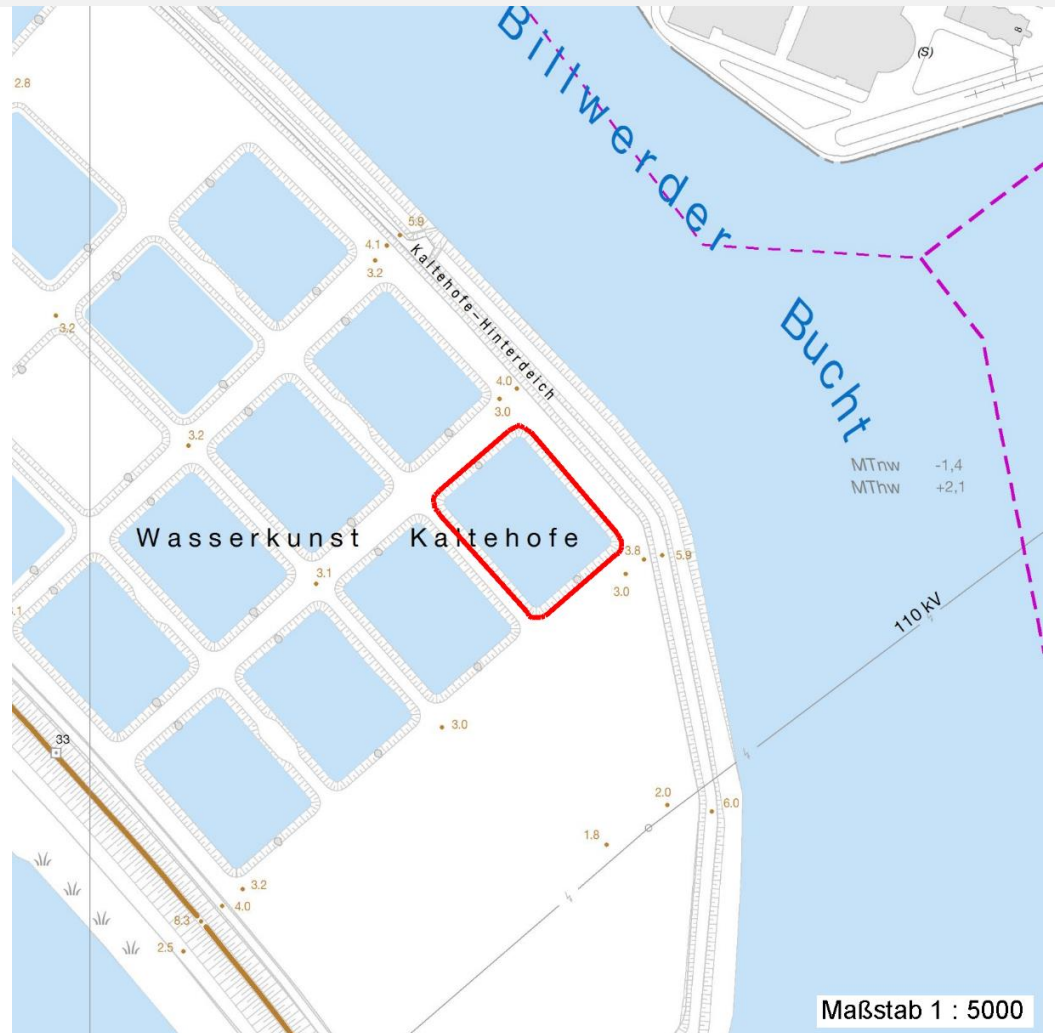 Billwerder
Bucht
(S)
8
2.8
5.9
4.1
3.2
Kaltehofe-Hinterdeich
3.2
4.0
3.0
3.2
MTnw -1,4
MThw +2,1
Wasserkunst Kaltehofe
3.8
5.9
3.0
3.1
.1
110 kV
3.0
33
2.0
6.0
1.8
3.2
4.0
8.3
2.5
Maßstab 1 : 5000